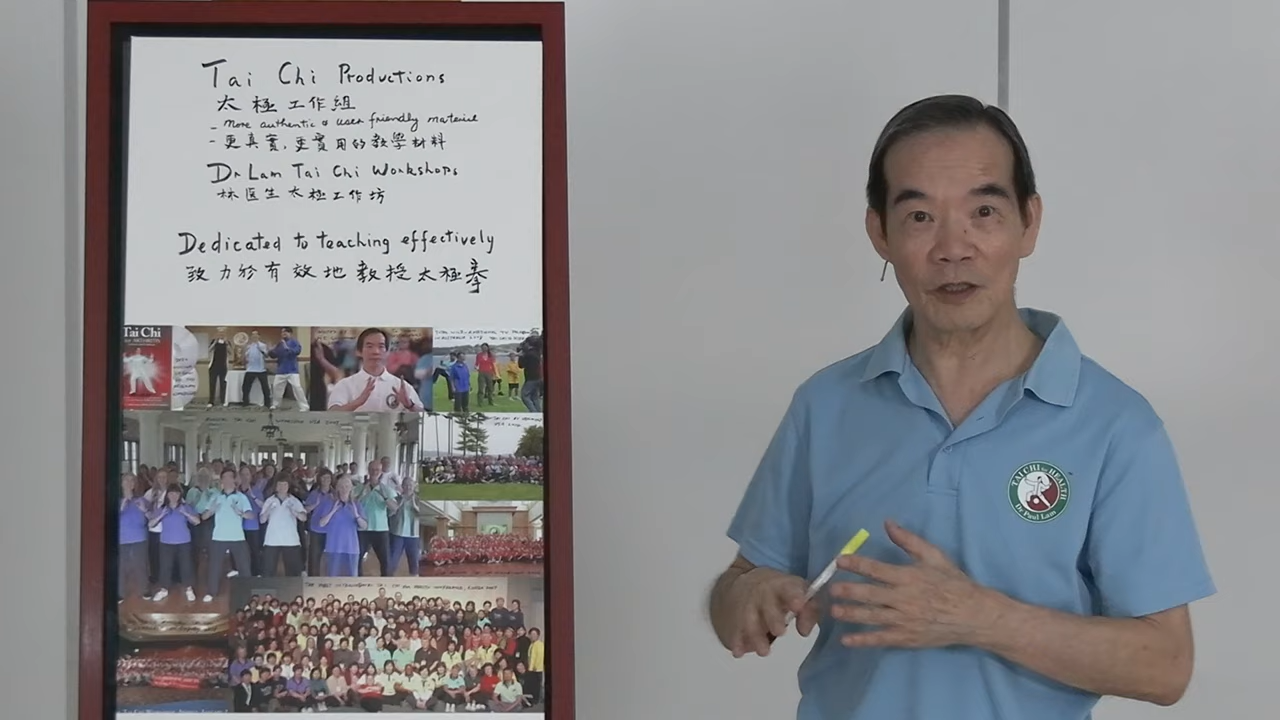 Tai Chi Productions
太極工作組
- More authentic & user friendly material
- 更真實,更實用的教學材料
Dr Lam Tai Chi Workshops
林医生太極工作坊
Dedicated to teaching effectively
致力於有效地教授太極拳
Tai Chi
TAI CHI for HEALTH
Dr Paul Lam